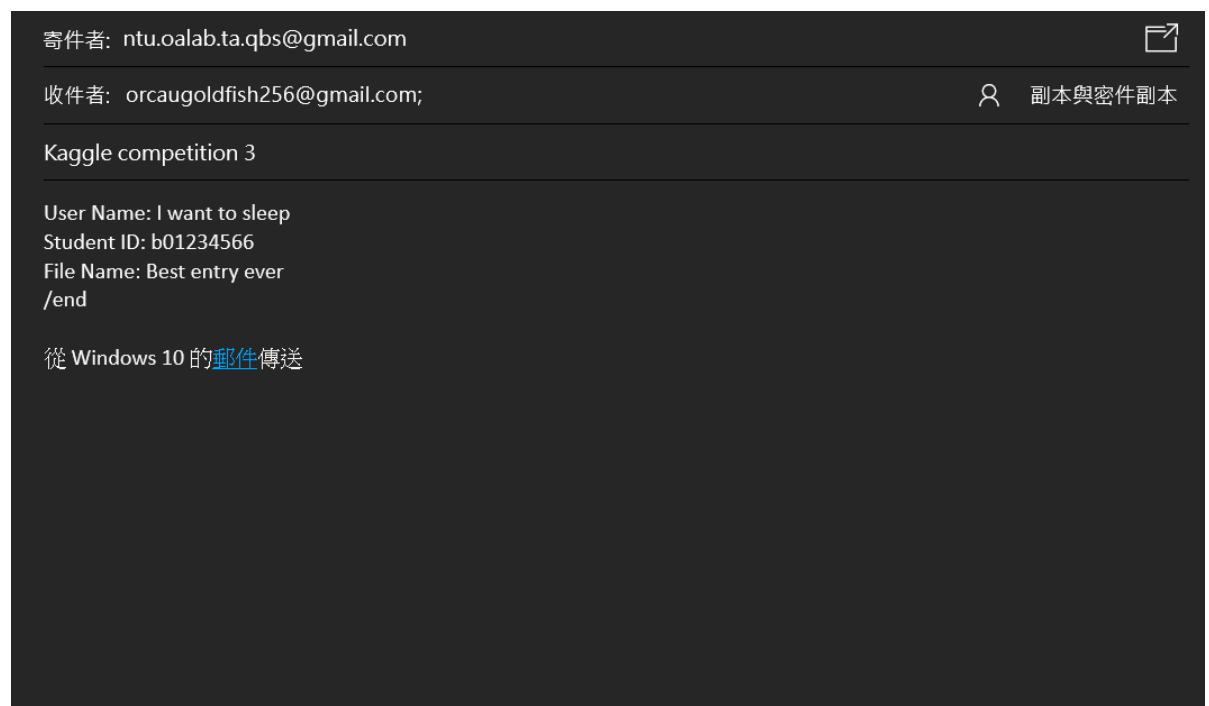 寄件者: ntu.oalab.ta.qbs@gmail.com
收件者: orcaugoldfish256@gmail.com; 副本與密件副本
Kaggle competition 3
User Name: I want to sleep
Student ID: b01234566
File Name: Best entry ever
/end
從 Windows 10 的郵件傳送